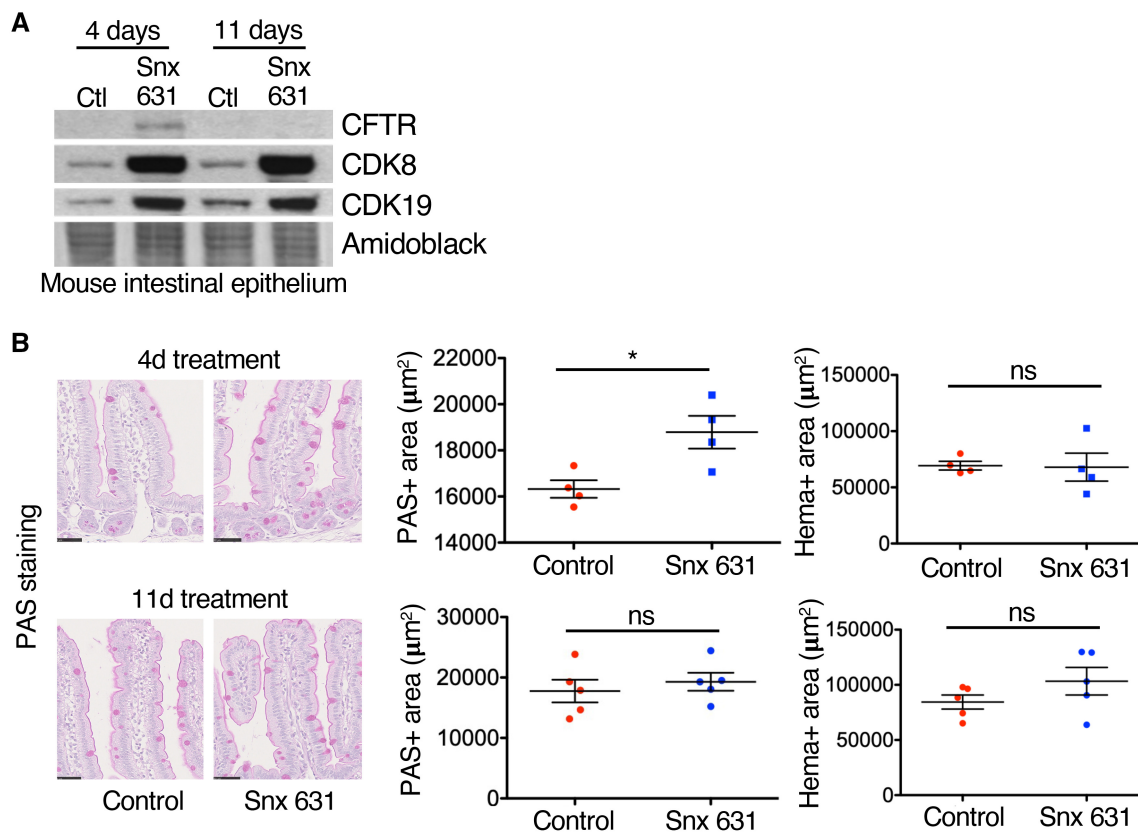 A
4 days 11 days
Snx Snx
Ctl 631 Ctl 631
CFTR
CDK8
CDK19
Amidoblack
Mouse intestinal epithelium
B
PAS staining
4d treatment
11d treatment
Control Snx 631
PAS+ area (μm²)
22000
20000
18000
16000
14000
*
Control Snx 631
Hema+ area (μm²)
150000
100000
50000
0
ns
Control Snx 631
PAS+ area (μm²)
30000
20000
10000
0
ns
Control Snx 631
Hema+ area (μm²)
150000
100000
50000
0
ns
Control Snx 631